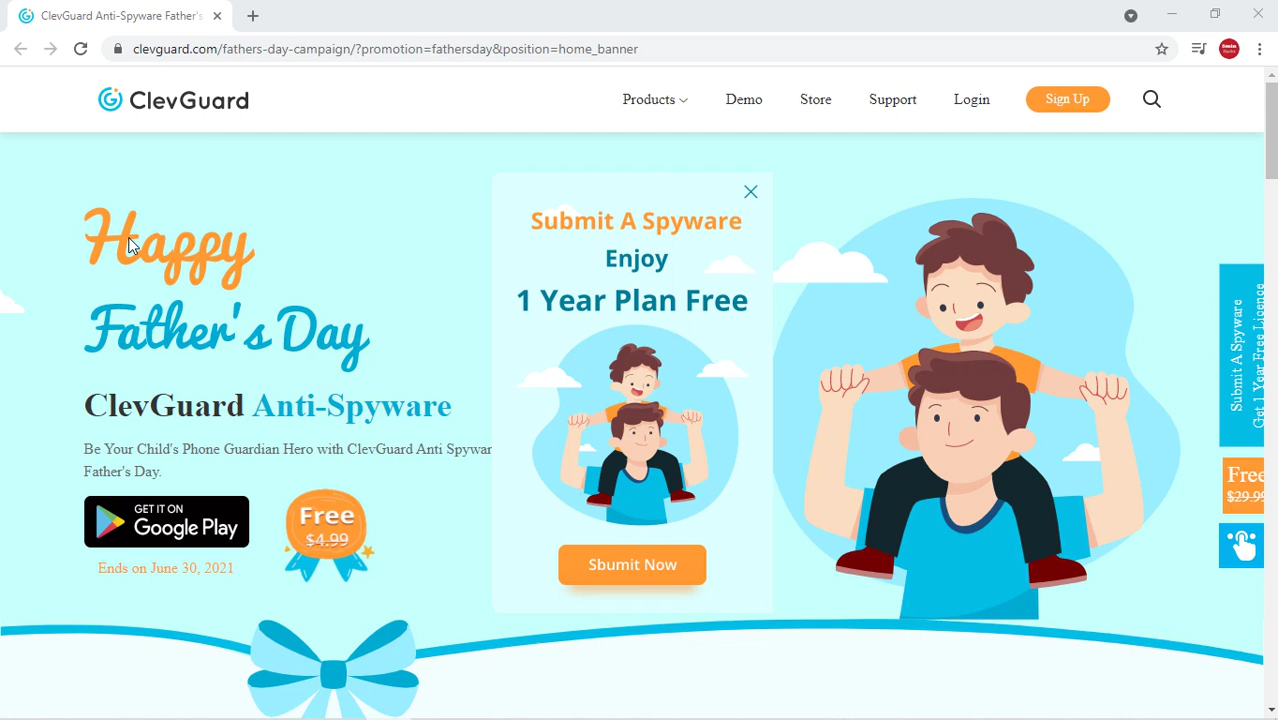 ClevGuard Anti-Spyware Father's
clevguard.com/fathers-day-campaign/?promotion=fathersday&position=home_banner
ClevGuard
Products
Demo
Store
Support
Login
Sign Up
Happy
Father's Day
ClevGuard Anti-Spyware
Be Your Child's Phone Guardian Hero with ClevGuard Anti Spywar
Father's Day.
GET IT ON
Google Play
Free
$4.99
Ends on June 30, 2021
Submit A Spyware
Enjoy
1 Year Plan Free
Sbumit Now
Submit A Spyware
Get 1 Year Free Licence
Free
$29.99